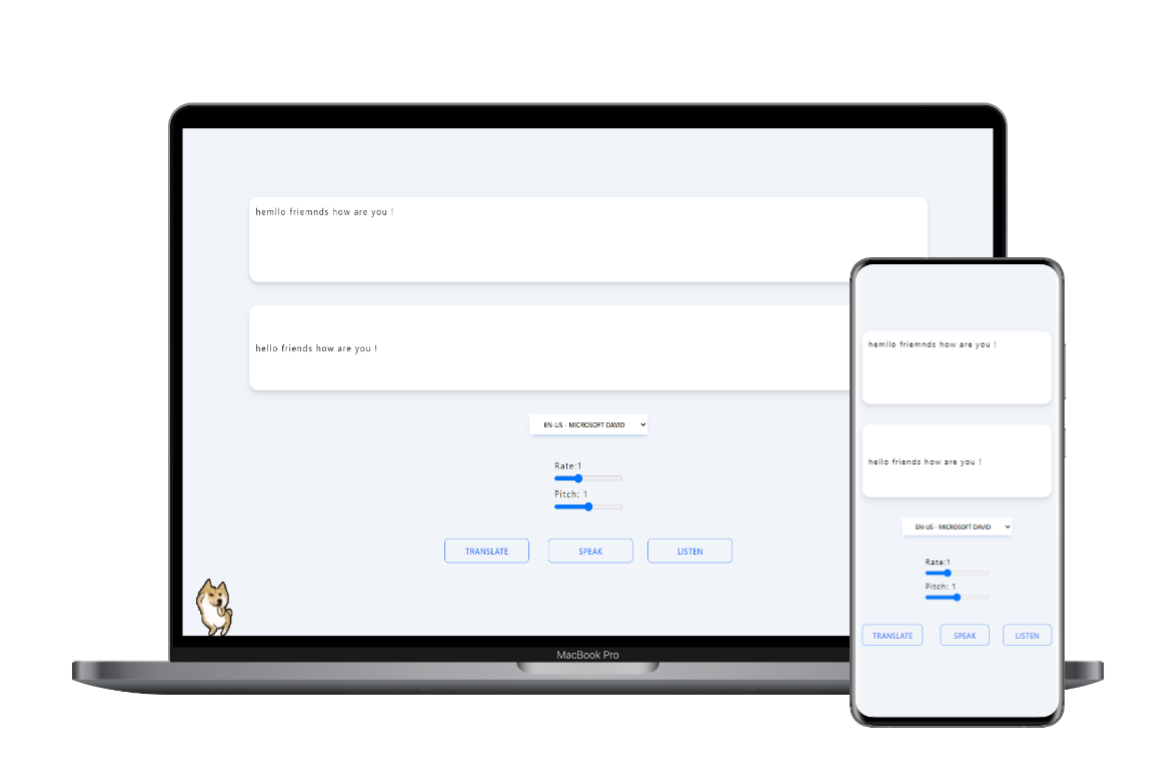 hemllo friemnds how are you !
hello friends how are you !
EN-US - MICROSOFT DAVID
Rate:1
Pitch: 1
TRANSLATE SPEAK LISTEN
MacBook Pro
hemllo friemnds how are you !
hello friends how are you !
EN-US - MICROSOFT DAVID
Rate:1
Pitch: 1
TRANSLATE SPEAK LISTEN